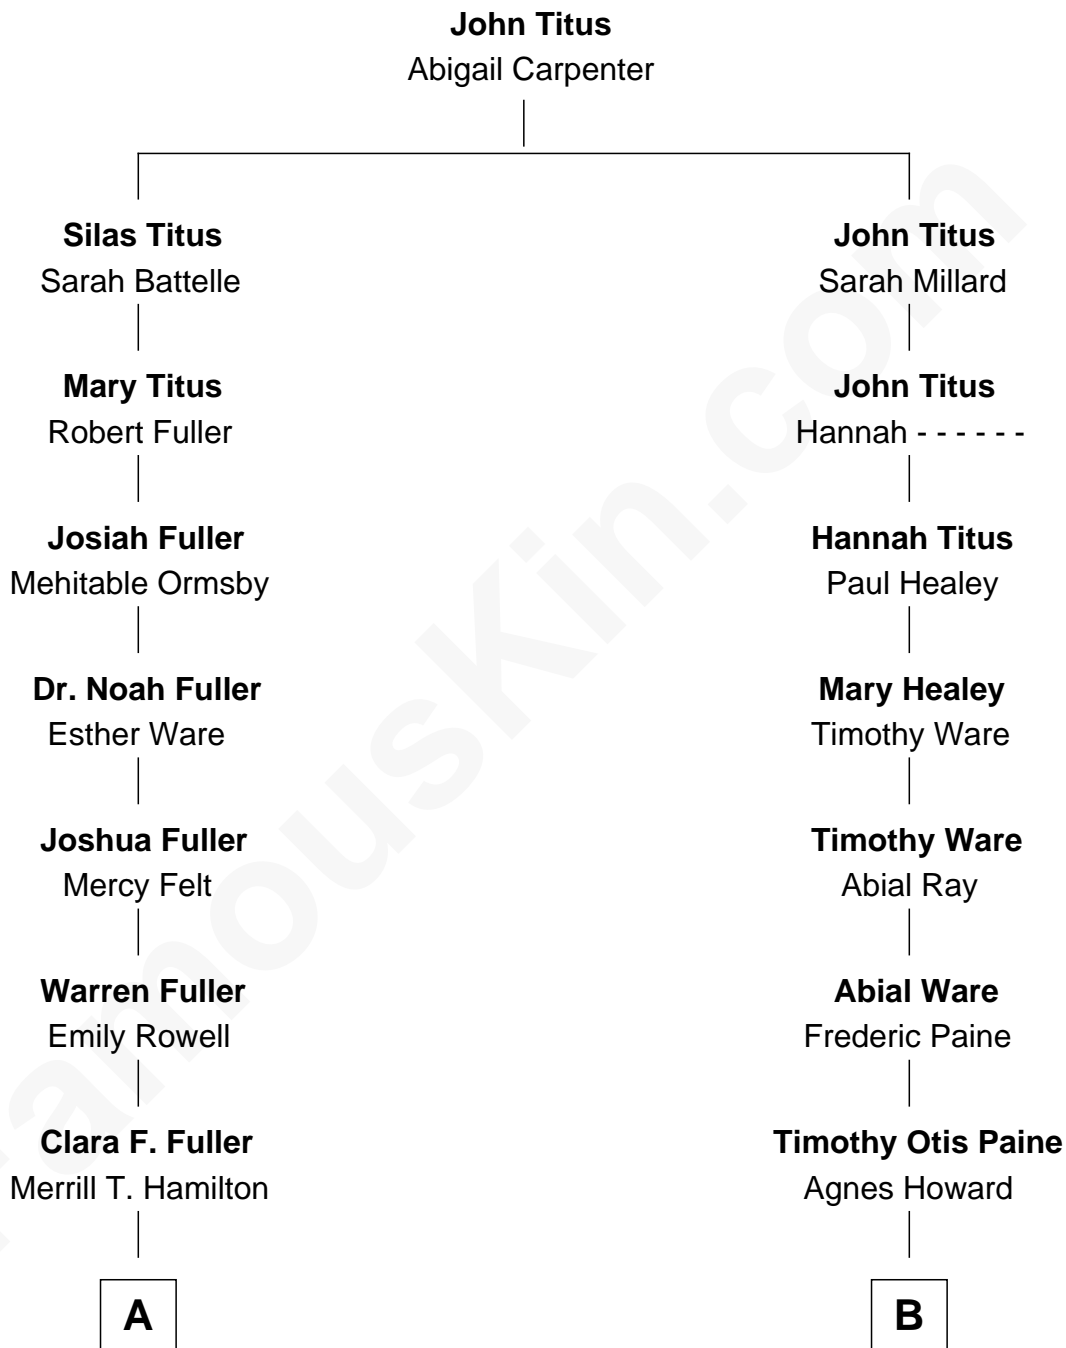 John Titus
Abigail Carpenter
Silas Titus
Sarah Battelle
John Titus
Sarah Millard
Mary Titus
Robert Fuller
John Titus
Hannah - - - - - -
Josiah Fuller
Mehitable Ormsby
Hannah Titus
Paul Healey
Dr. Noah Fuller
Esther Ware
Mary Healey
Timothy Ware
Joshua Fuller
Mercy Felt
Timothy Ware
Abial Ray
Warren Fuller
Emily Rowell
Abial Ware
Frederic Paine
Clara F. Fuller
Merrill T. Hamilton
Timothy Otis Paine
Agnes Howard
A
B
FamousKin.com